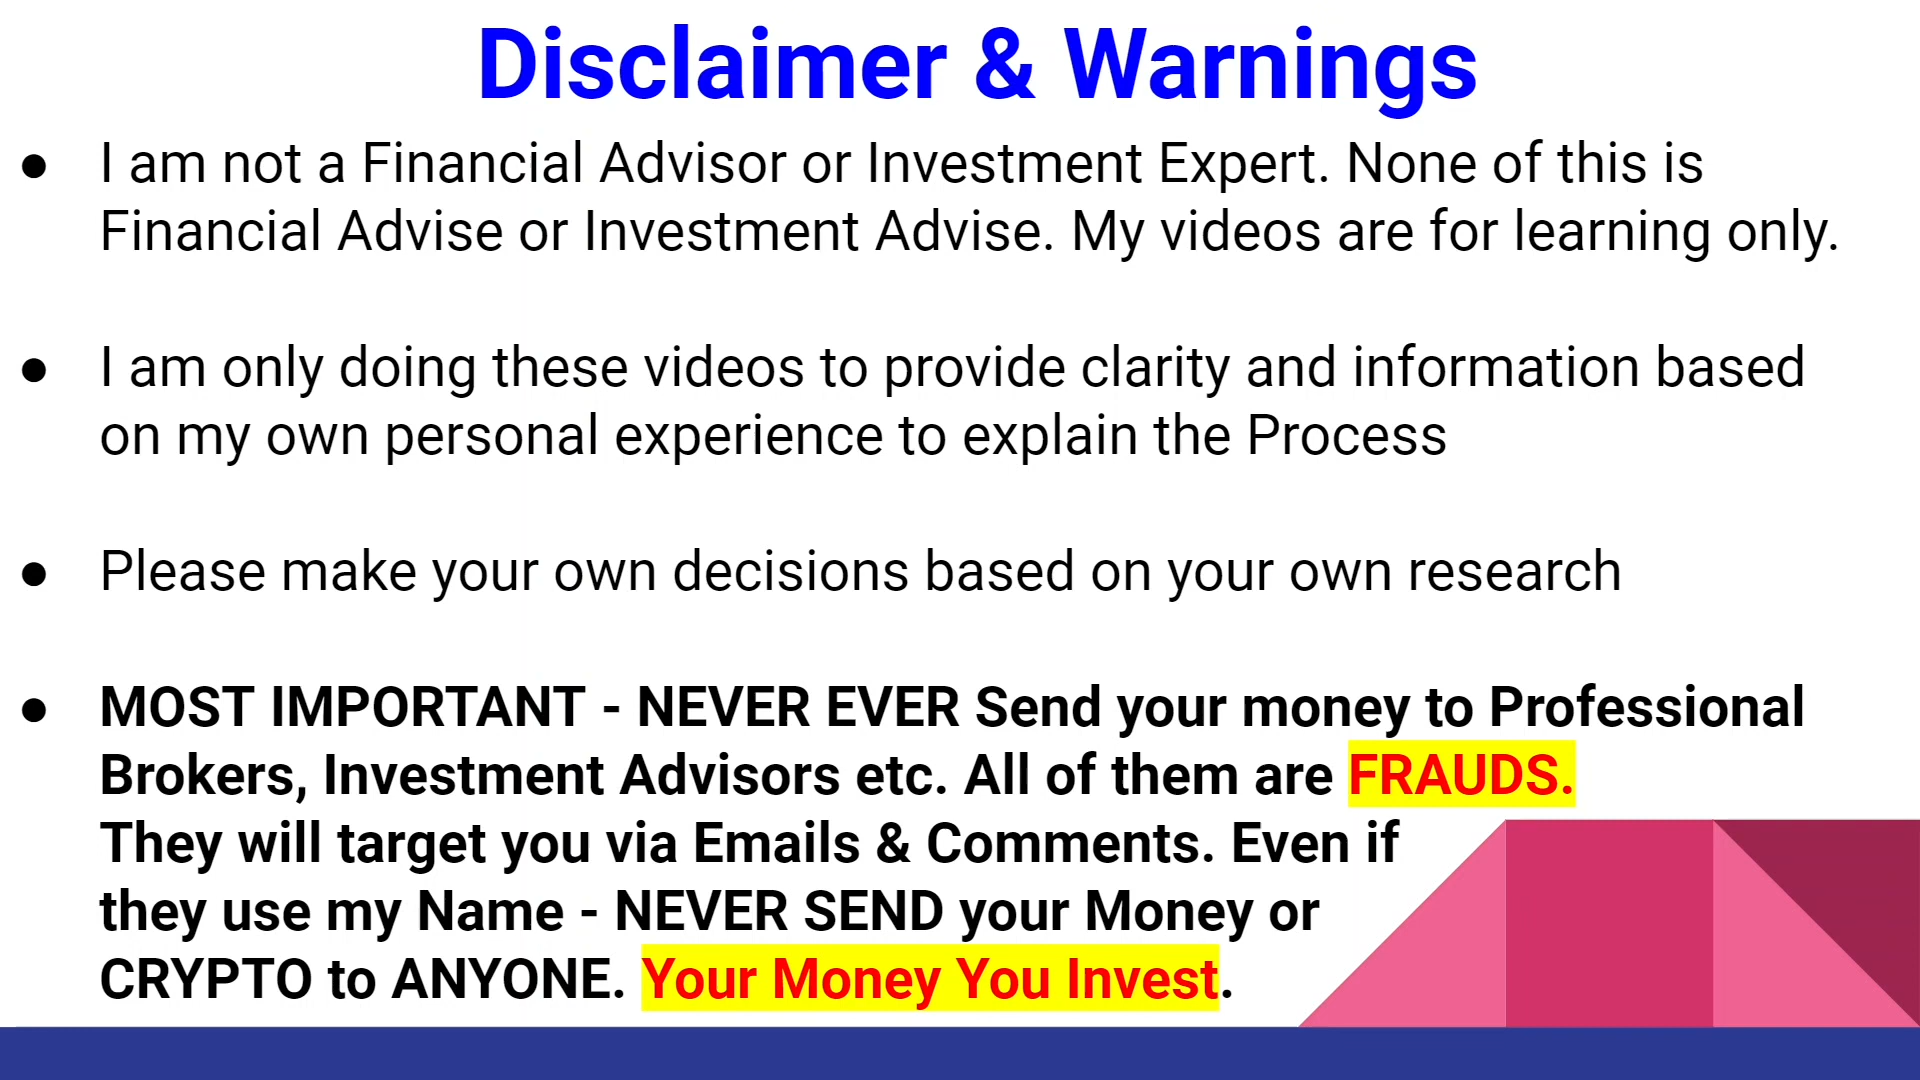 Disclaimer & Warnings
● I am not a Financial Advisor or Investment Expert. None of this is
Financial Advise or Investment Advise. My videos are for learning only.
● I am only doing these videos to provide clarity and information based
on my own personal experience to explain the Process
● Please make your own decisions based on your own research
● MOST IMPORTANT - NEVER EVER Send your money to Professional
Brokers, Investment Advisors etc. All of them are FRAUDS.
They will target you via Emails & Comments. Even if
they use my Name - NEVER SEND your Money or
CRYPTO to ANYONE. Your Money You Invest.